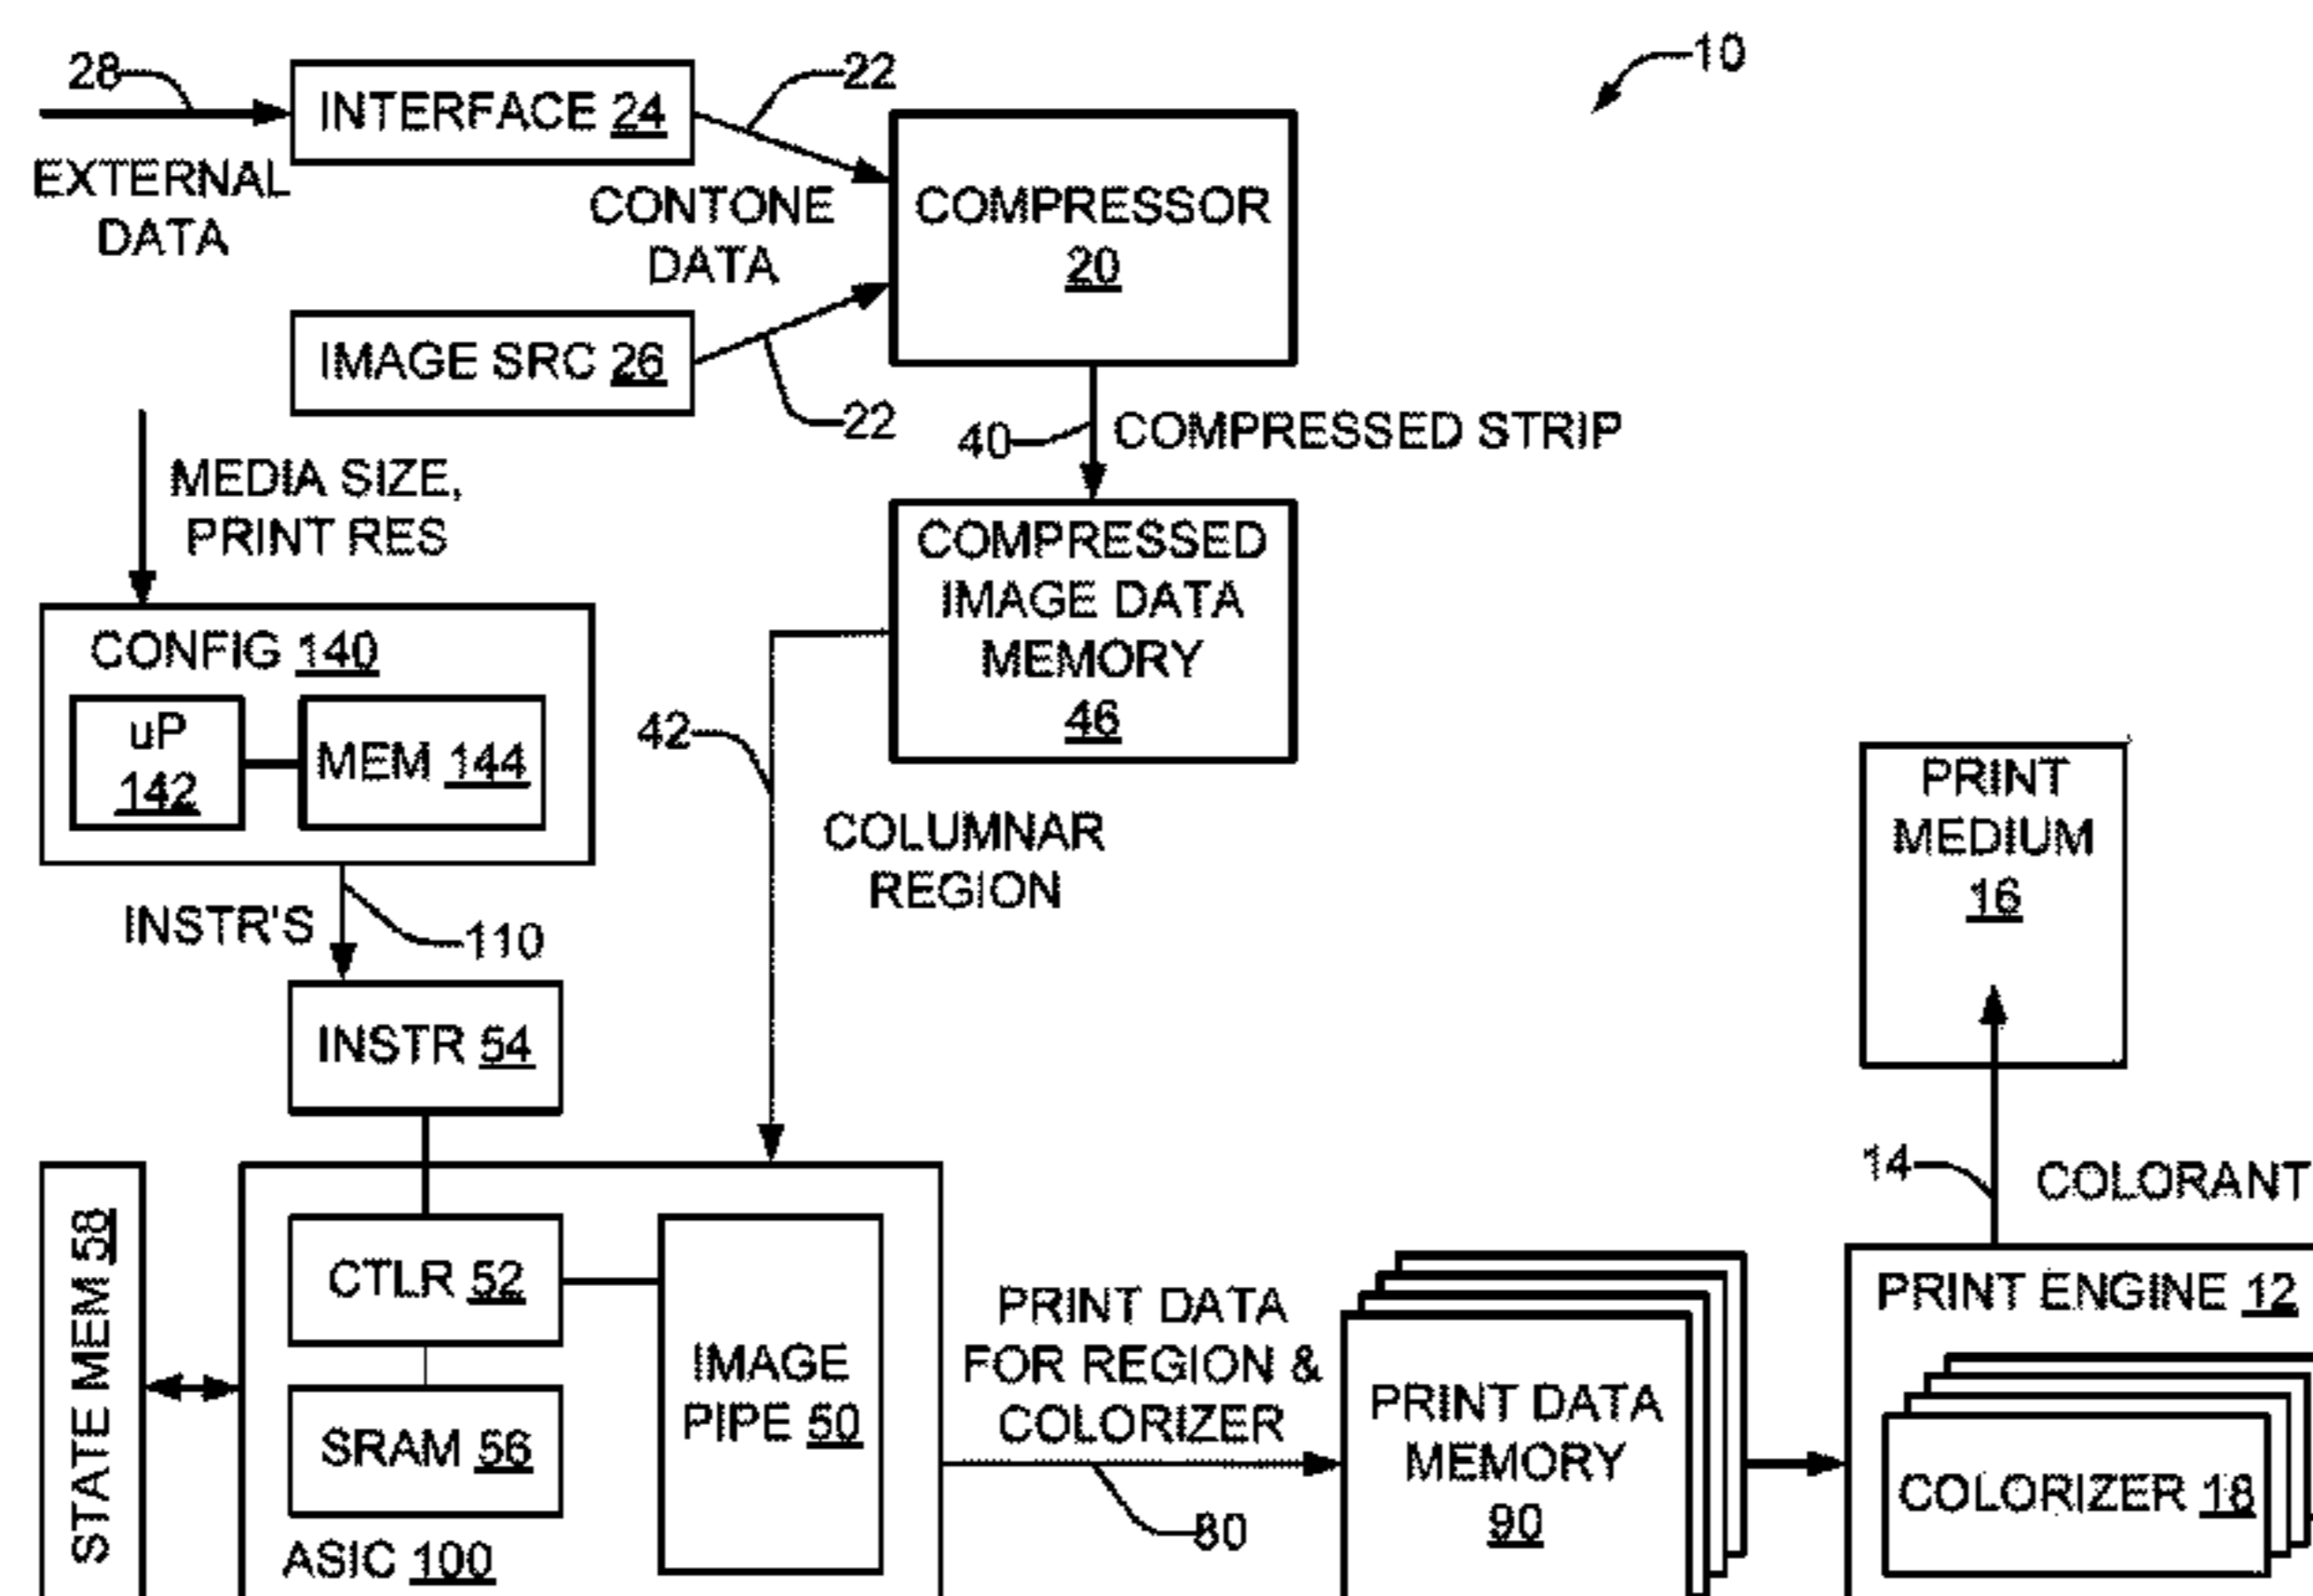 28
INTERFACE 24
22
10
EXTERNAL
DATA
CONTONE
DATA
COMPRESSOR
20
IMAGE SRC 26
22
40
COMPRESSED STRIP
MEDIA SIZE,
PRINT RES
COMPRESSED
IMAGE DATA
MEMORY
46
CONFIG 140
uP
142
MEM 144
42
COLUMNAR
REGION
PRINT
MEDIUM
16
INSTR'S
110
INSTR 54
14
COLORANT
STATE MEM 58
CTLR 52
SRAM 56
ASIC 100
IMAGE
PIPE 50
PRINT DATA
FOR REGION &
COLORIZER
80
PRINT DATA
MEMORY
90
PRINT ENGINE 12
COLORIZER 18